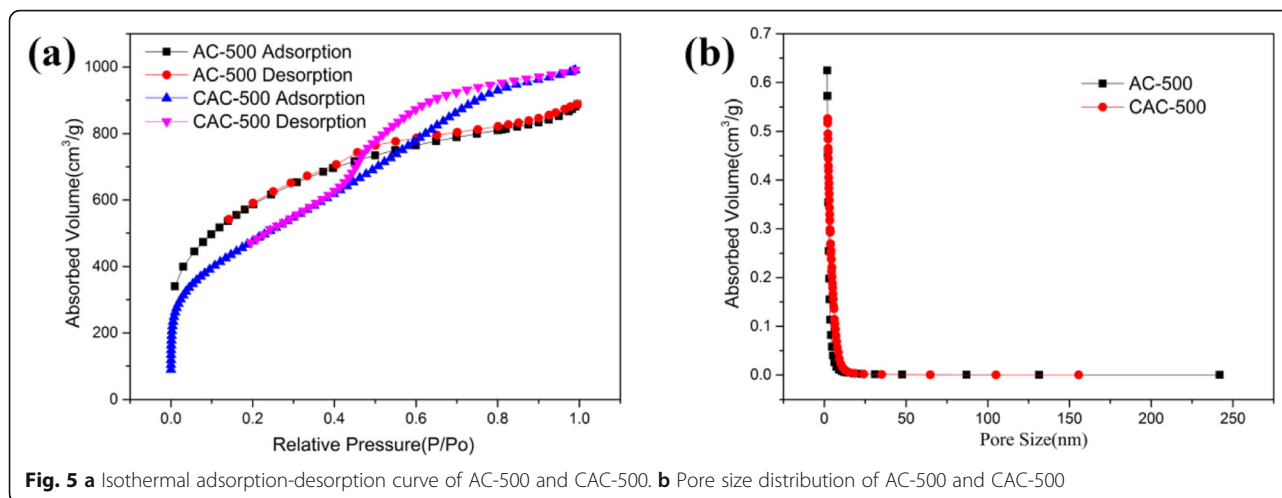 (a)
AC-500 Adsorption
AC-500 Desorption
CAC-500 Adsorption
CAC-500 Desorption
Absorbed Volume(cm³/g)
1000
800
600
400
200
0
0.0 0.2 0.4 0.6 0.8 1.0
Relative Pressure(P/Po)
(b)
AC-500
CAC-500
Absorbed Volume(cm³/g)
0.7
0.6
0.5
0.4
0.3
0.2
0.1
0.0
0 50 100 150 200 250
Pore Size(nm)
Fig. 5 a Isothermal adsorption-desorption curve of AC-500 and CAC-500. b Pore size distribution of AC-500 and CAC-500